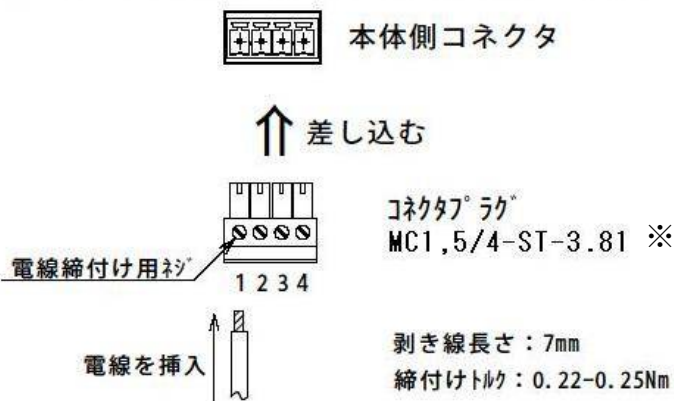 本体側コネクタ
差し込む
コネクタプラグ
MC1,5/4-ST-3.81 ※
電線締付け用ネジ
1 2 3 4
電線を挿入
剥き線長さ：7mm
締付けトルク：0.22-0.25Nm